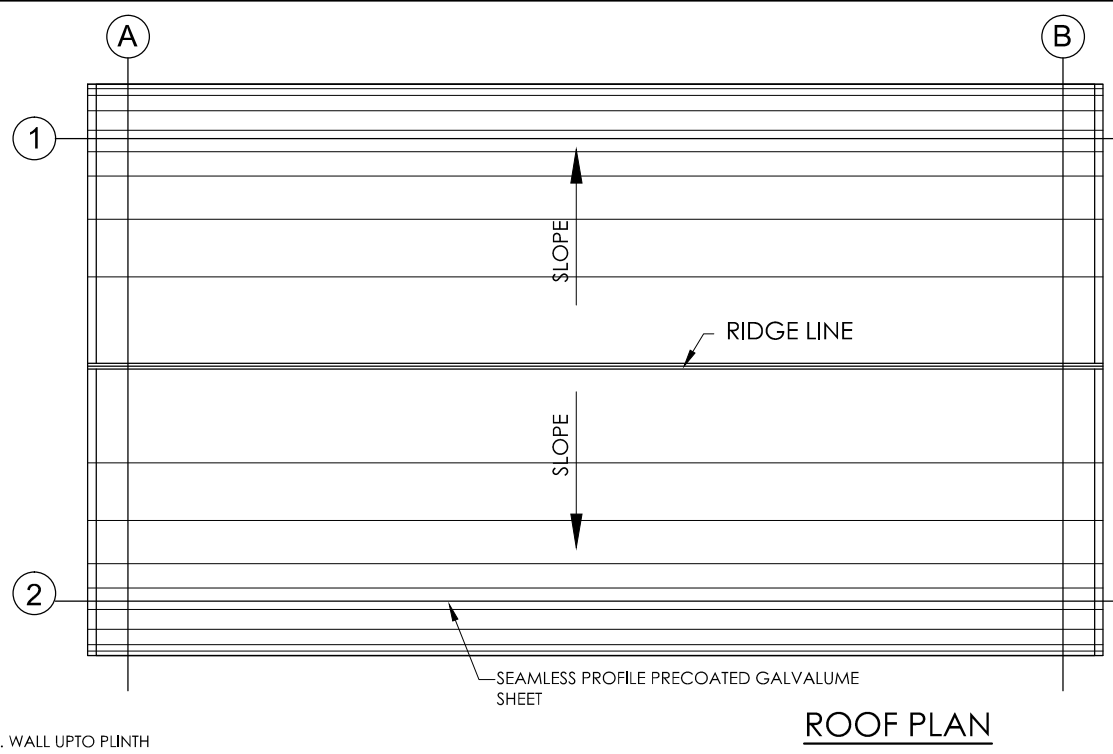 A
B
1
SLOPE
RIDGE LINE
SLOPE
2
SEAMLESS PROFILE PRECOATED GALVALUME
SHEET
ROOF PLAN
. WALL UPTO PLINTH